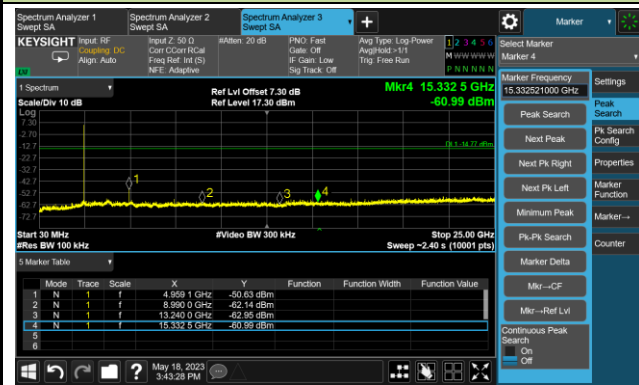 Spectrum Analyzer 1
Swept SA
Spectrum Analyzer 2
Swept SA
Spectrum Analyzer 3
Swept SA
Marker
KEYSIGHT
Input: RF
Coupling: DC
Align: Auto
Input Z: 50 Ω
Corr CCorr RCal
Freq Ref: Int (S)
NFE: Adaptive
#Atten: 20 dB
PNO: Fast
Gate: Off
IF Gain: Low
Sig Track: Off
Avg Type: Log-Power
Avg|Hold:>1/1
Trig: Free Run
1 2 3 4 5 6
M W W W W W
P N N N N N
LXI
Select Marker
Marker 4
1 Spectrum
Scale/Div 10 dB
Log
Ref Lvl Offset 7.30 dB
Ref Level 17.30 dBm
Mkr4 15.332 5 GHz
-60.99 dBm
7.30
-2.70
-12.7
-22.7
-32.7
-42.7
-52.7
-62.7
-72.7
DL1 -14.77 dBm
1
2
3
4
Start 30 MHz
#Res BW 100 kHz
#Video BW 300 kHz
Stop 25.00 GHz
Sweep ~2.40 s (10001 pts)
5 Marker Table
Mode Trace Scale X Y Function Function Width Function Value
1 N 1 f 4.959 1 GHz -50.63 dBm
2 N 1 f 8.990 0 GHz -62.14 dBm
3 N 1 f 13.240 0 GHz -62.95 dBm
4 N 1 f 15.332 5 GHz -60.99 dBm
5
6
Marker Frequency
15.332521000 GHz
Peak Search
Next Peak
Next Pk Right
Next Pk Left
Minimum Peak
Pk-Pk Search
Marker Delta
Mkr→CF
Mkr→Ref Lvl
Continuous Peak
Search
On
Off
Settings
Peak
Search
Pk Search
Config
Properties
Marker
Function
Marker→
Counter
?
May 18, 2023
3:43:28 PM